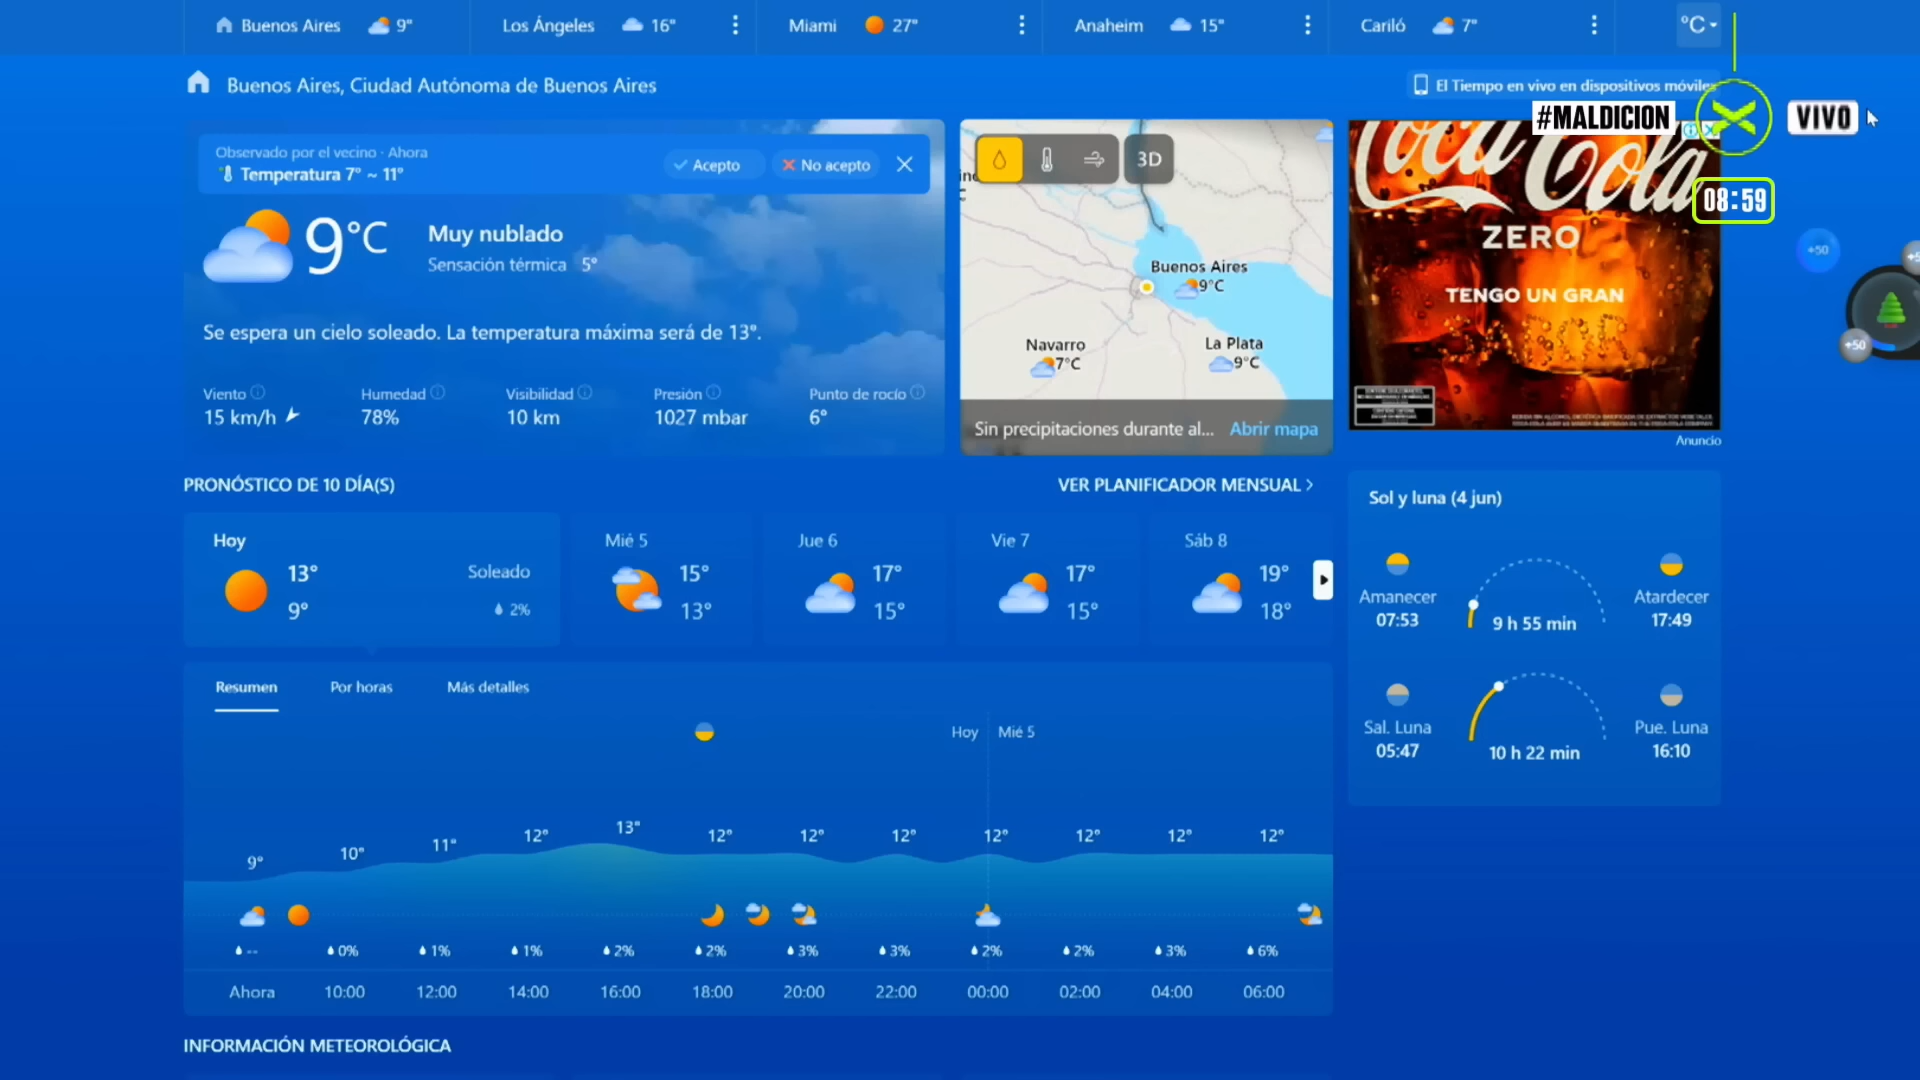 Buenos Aires 9°
Los Ángeles 16°
Miami 27°
Anaheim 15°
Cariló 7°
°C
Buenos Aires, Ciudad Autónoma de Buenos Aires
El Tiempo en vivo en dispositivos móviles
#MALDICION
VIVO
08:59
Observado por el vecino · Ahora
Temperatura 7° ~ 11°
Acepto
No acepto
9°C
Muy nublado
Sensación térmica 5°
Se espera un cielo soleado. La temperatura máxima será de 13°.
Viento Humedad Visibilidad Presión Punto de rocío
15 km/h 78% 10 km 1027 mbar 6°
3D
Buenos Aires
9°C
Navarro
7°C
La Plata
9°C
Sin precipitaciones durante al...
Abrir mapa
Coca Cola
ZERO
TENGO UN GRAN
SABOR
Anuncio
+50
+50
PRONÓSTICO DE 10 DÍA(S)
VER PLANIFICADOR MENSUAL >
Hoy
13°
9°
Soleado
2%
Mié 5
15°
13°
Jue 6
17°
15°
Vie 7
17°
15°
Sáb 8
19°
18°
Sol y luna (4 jun)
Amanecer
07:53
9 h 55 min
Atardecer
17:49
Sal. Luna
05:47
10 h 22 min
Pue. Luna
16:10
Resumen Por horas Más detalles
Hoy Mié 5
9° 10° 11° 12° 13° 12° 12° 12° 12° 12° 12° 12°
-- 0% 1% 1% 2% 2% 3% 3% 2% 2% 3% 6%
Ahora 10:00 12:00 14:00 16:00 18:00 20:00 22:00 00:00 02:00 04:00 06:00
INFORMACIÓN METEOROLÓGICA